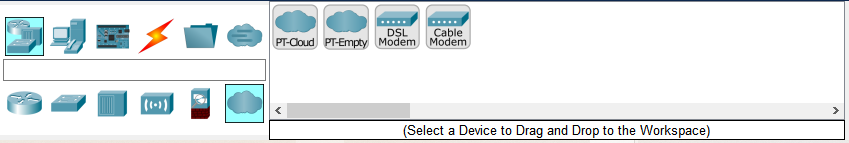 PT-Cloud
PT-Empty
DSL
Modem
Cable
Modem
(Select a Device to Drag and Drop to the Workspace)